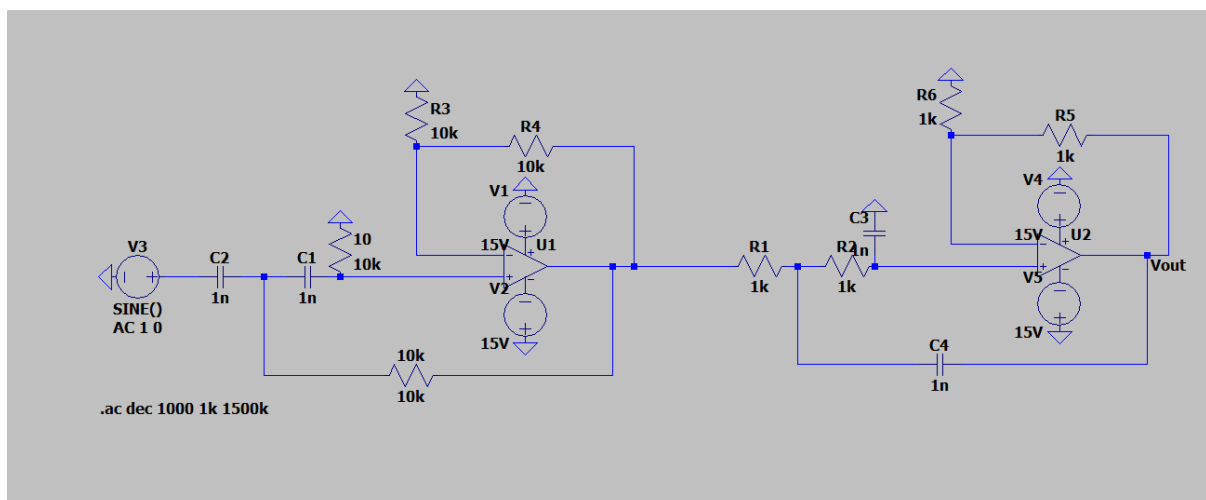 R3
10k
R4
10k
V1
15V
U1
10
10k
V3
SINE()
AC 1 0
C2
1n
C1
1n
V2
15V
10k
10k
.ac dec 1000 1k 1500k
R6
1k
R5
1k
V4
15V
U2
C3
1n
R1
1k
R2
1k
V5
15V
Vout
C4
1n